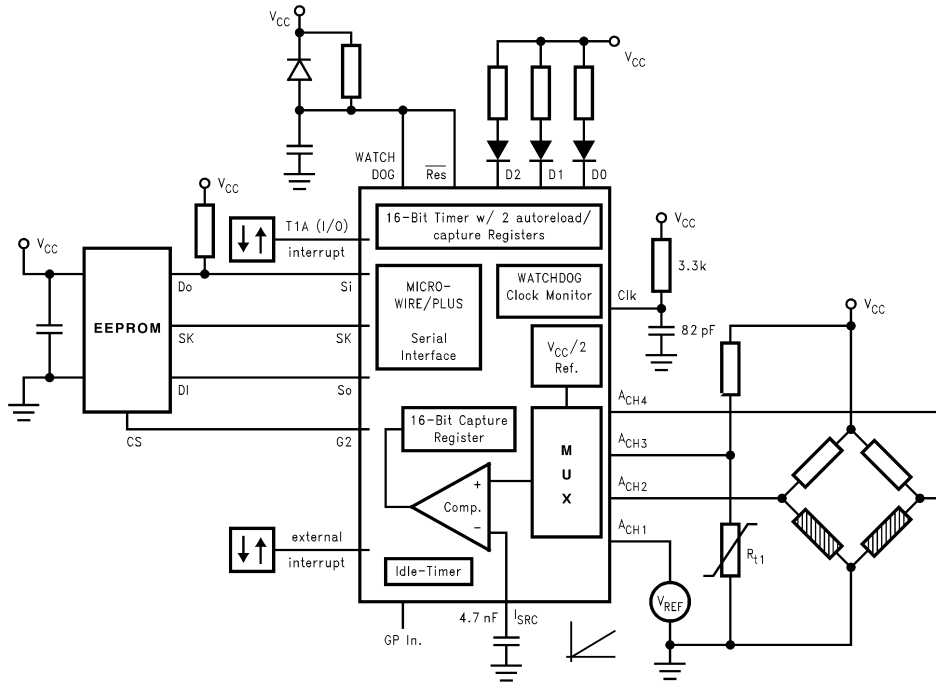 VCC
VCC
WATCH
DOG
Res
D2
D1
D0
VCC
T1A (I/O)
interrupt
16-Bit Timer w/ 2 autoreload/
capture Registers
VCC
VCC
3.3k
82 pF
Clk
EEPROM
Do
Si
SK
SK
DI
So
CS
G2
MICRO-
WIRE/PLUS
Serial
Interface
WATCHDOG
Clock Monitor
VCC/2
Ref.
VCC
16-Bit Capture
Register
M
U
X
ACH4
ACH3
ACH2
ACH1
+
Comp.
−
external
interrupt
Idle-Timer
Rt1
VREF
GP In.
4.7 nF
ISRC